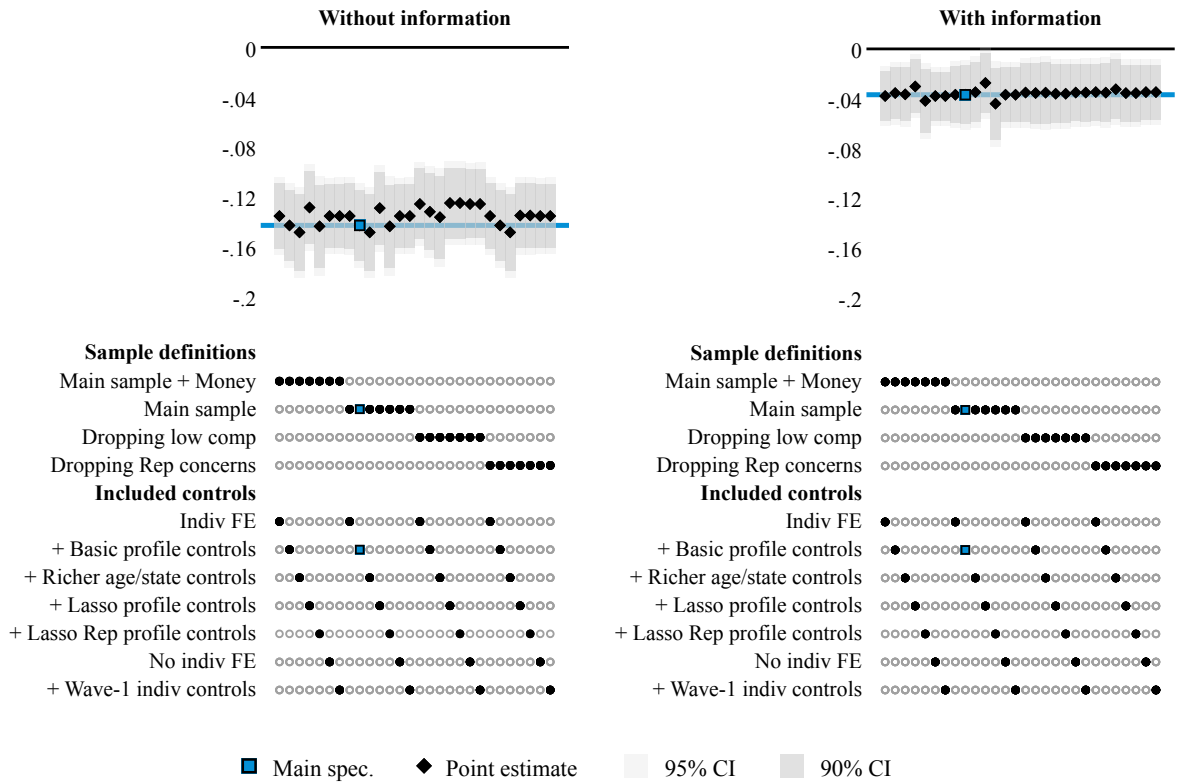 Without information
0
-.04
-.08
-.12
-.16
-.2
Sample definitions
Main sample + Money
Main sample
Dropping low comp
Dropping Rep concerns
Included controls
Indiv FE
+ Basic profile controls
+ Richer age/state controls
+ Lasso profile controls
+ Lasso Rep profile controls
No indiv FE
+ Wave-1 indiv controls
With information
0
-.04
-.08
-.12
-.16
-.2
Sample definitions
Main sample + Money
Main sample
Dropping low comp
Dropping Rep concerns
Included controls
Indiv FE
+ Basic profile controls
+ Richer age/state controls
+ Lasso profile controls
+ Lasso Rep profile controls
No indiv FE
+ Wave-1 indiv controls
Main spec. Point estimate 95% CI 90% CI